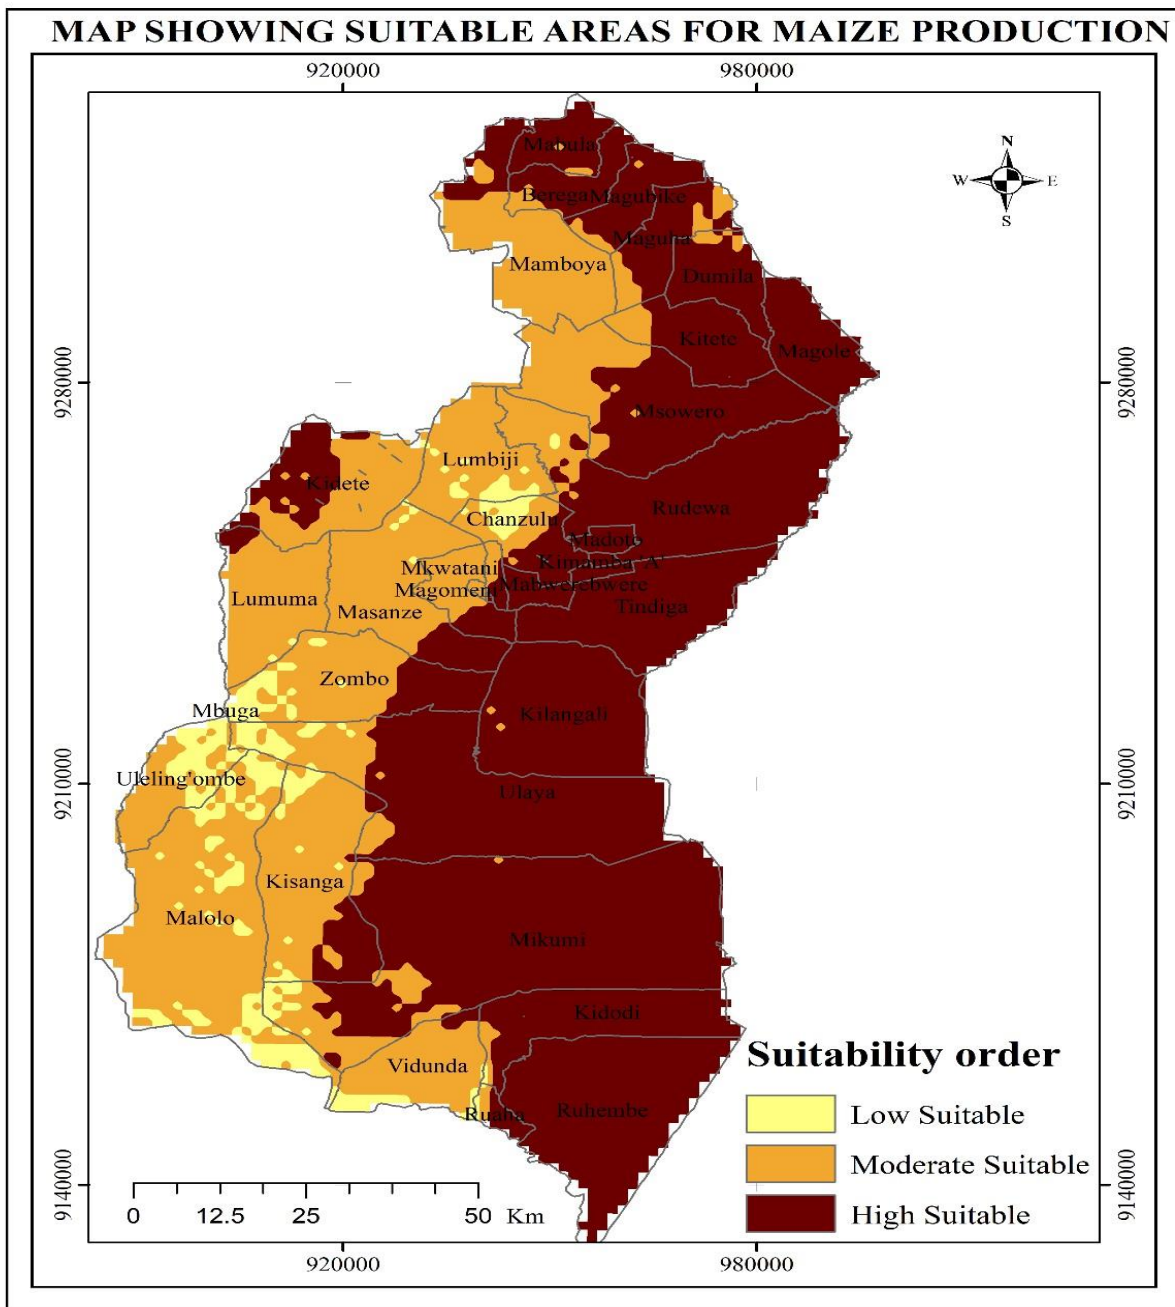 MAP SHOWING SUITABLE AREAS FOR MAIZE PRODUCTION
920000 980000
N
W E
S
Mabula
Berega Magubike
Maguha
Mamboya
Dumila
Kitete
Magole
9280000 9280000
Msowero
Lumbiji
Kidete
Rudewa
Chanzulu
Madoto
Kimamba 'A'
Mkwatani
Mabwerebwere
Magomeni
Lumuma
Masanze
Tindiga
Zombo
Mbuga
Kilangali
Uleling'ombe
9210000 9210000
Ulaya
Kisanga
Malolo
Mikumi
Kidodi
Vidunda
Ruaha
Ruhembe
Suitability order
Low Suitable
Moderate Suitable
High Suitable
9140000 9140000
0 12.5 25 50 Km
920000 980000